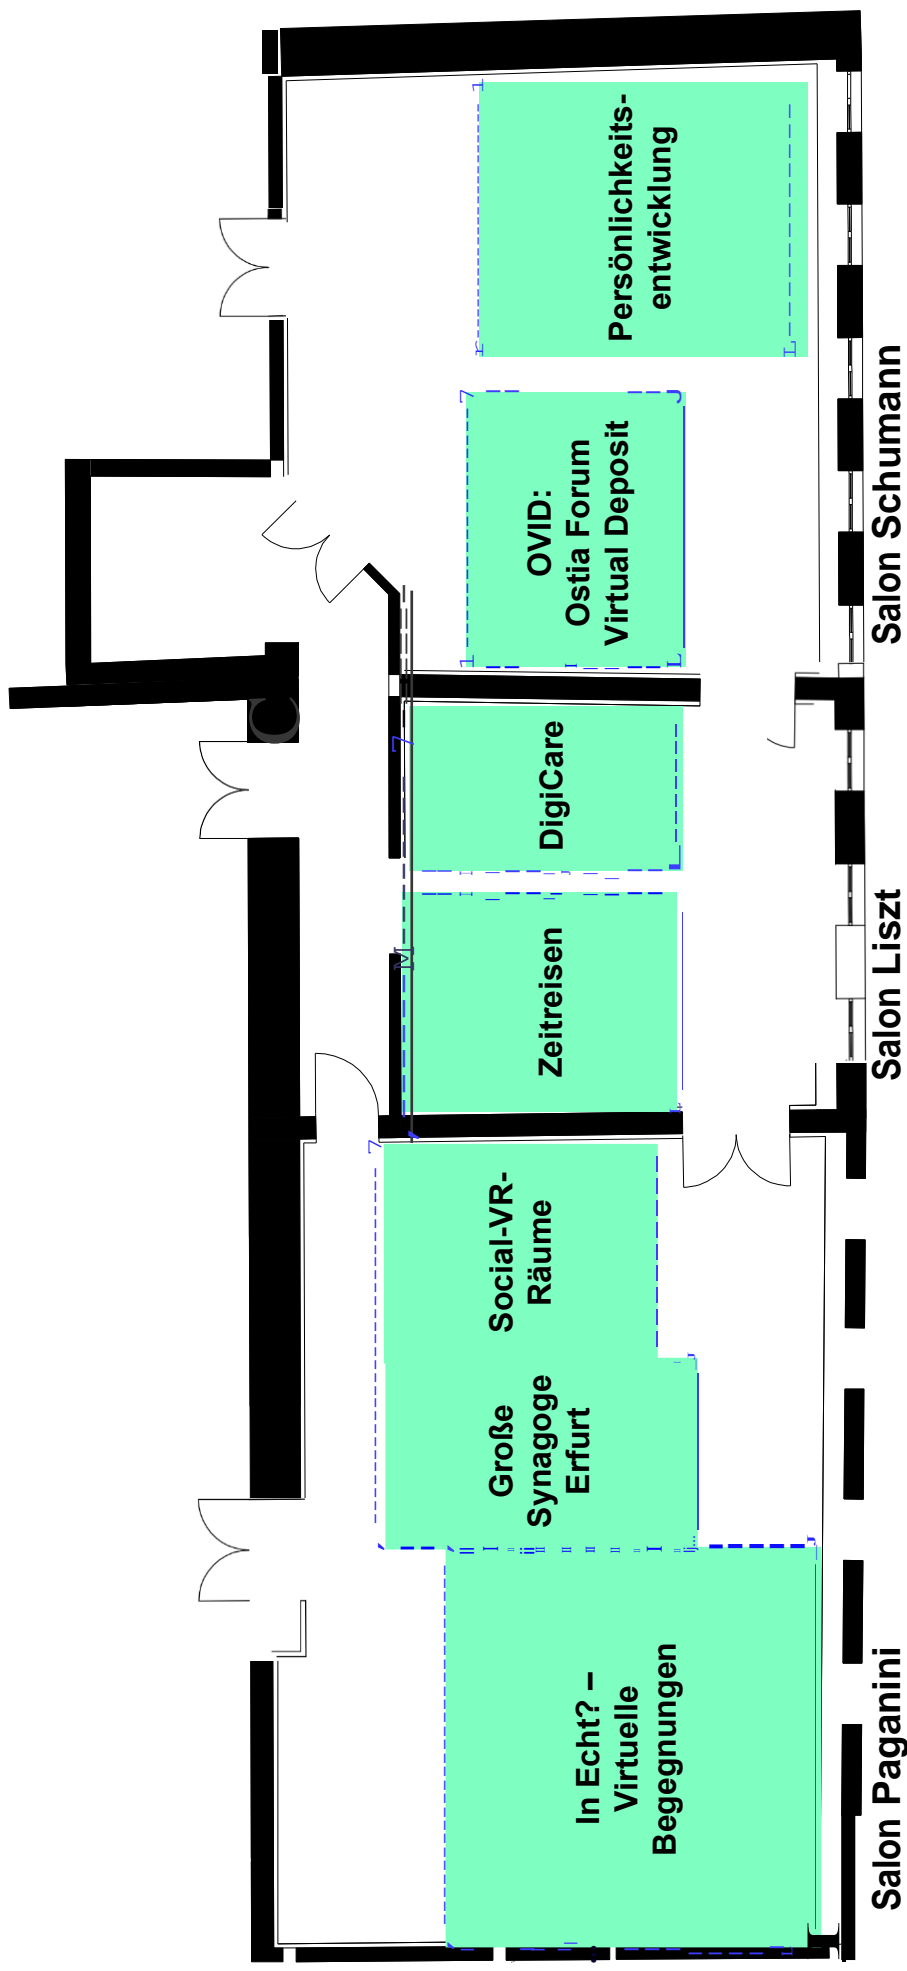 In Echt? –
Virtuelle
Begegnungen
Große
Synagoge
Erfurt
Social-VR-
Räume
Zeitreisen
DigiCare
OVID:
Ostia Forum
Virtual Deposit
Persönlichkeits-
entwicklung
Salon Paganini
Salon Liszt
Salon Schumann